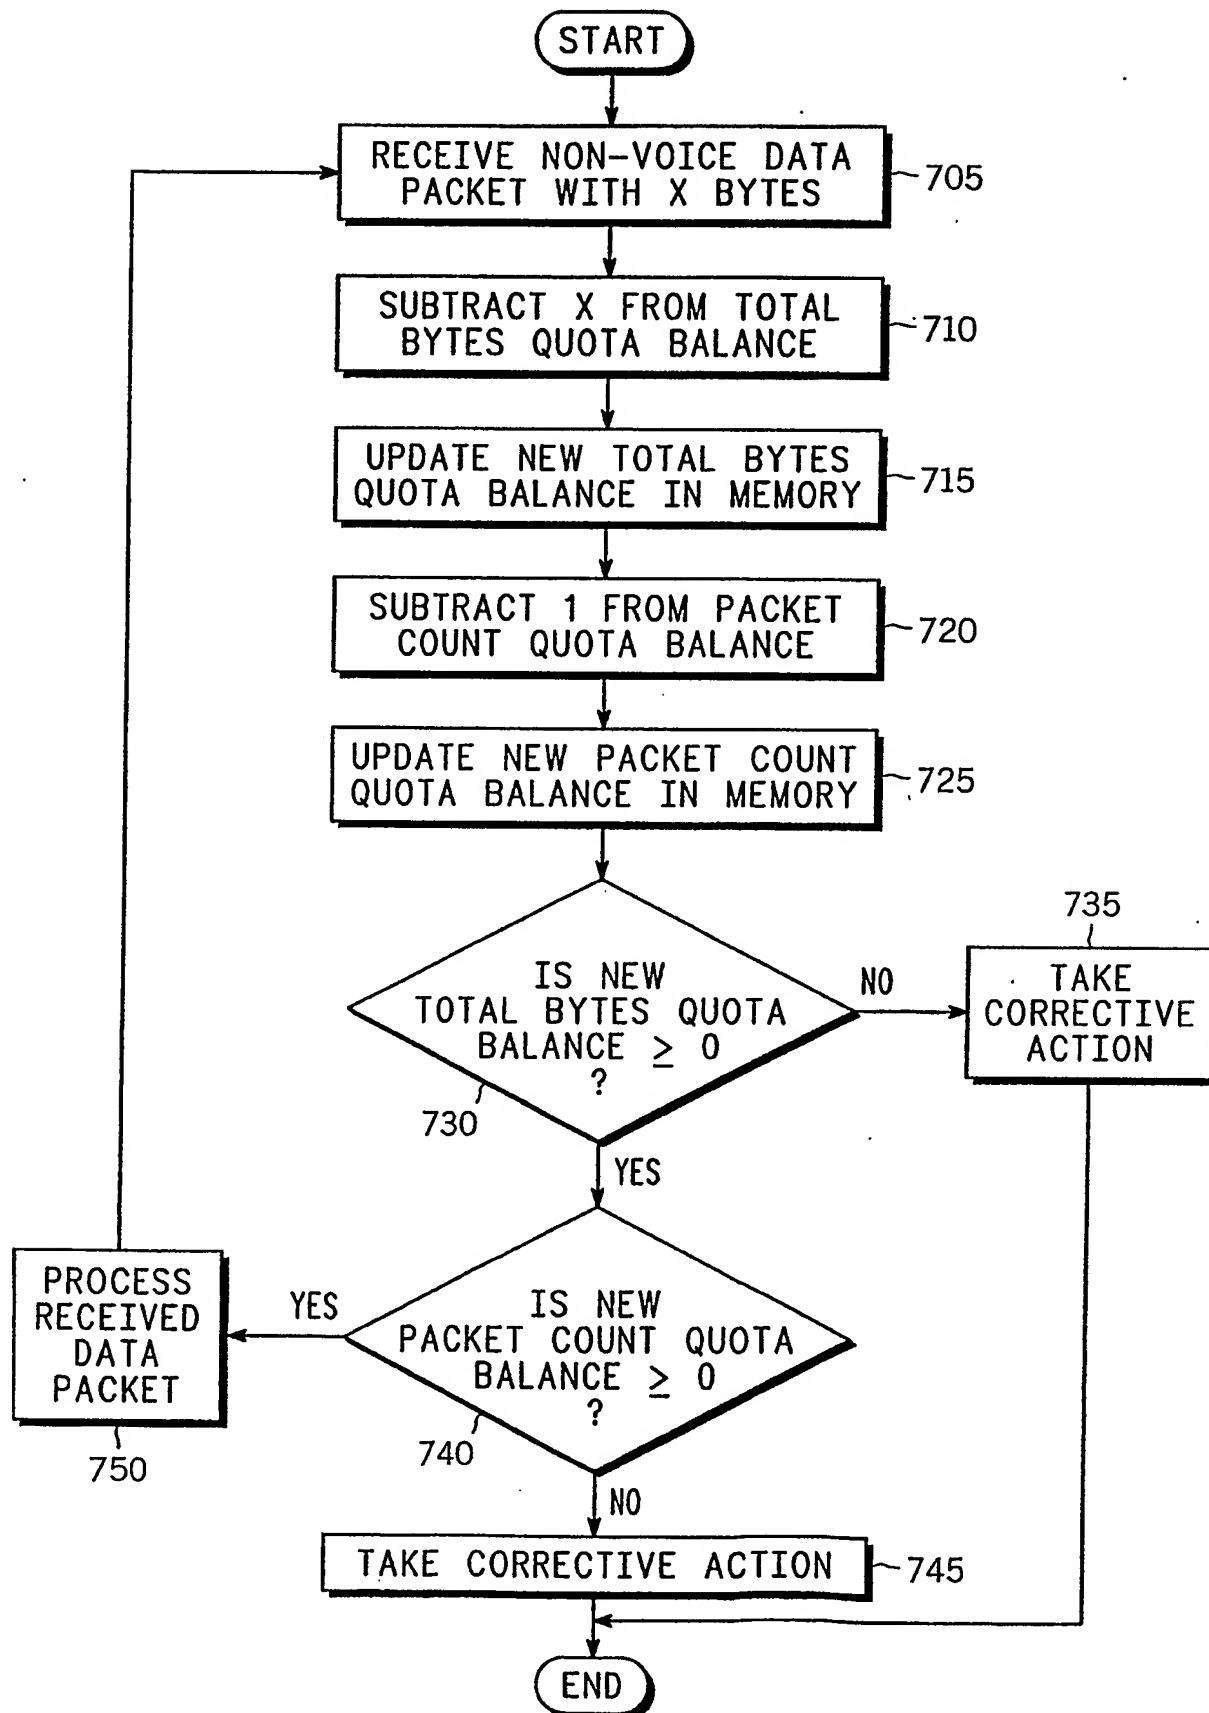 START
RECEIVE NON-VOICE DATA
PACKET WITH X BYTES
705
SUBTRACT X FROM TOTAL
BYTES QUOTA BALANCE
710
UPDATE NEW TOTAL BYTES
QUOTA BALANCE IN MEMORY
715
SUBTRACT 1 FROM PACKET
COUNT QUOTA BALANCE
720
UPDATE NEW PACKET COUNT
QUOTA BALANCE IN MEMORY
725
IS NEW
TOTAL BYTES QUOTA
BALANCE ≥ 0
?
730
NO
735
TAKE
CORRECTIVE
ACTION
YES
IS NEW
PACKET COUNT QUOTA
BALANCE ≥ 0
?
740
YES
PROCESS
RECEIVED
DATA
PACKET
750
NO
TAKE CORRECTIVE ACTION
745
END